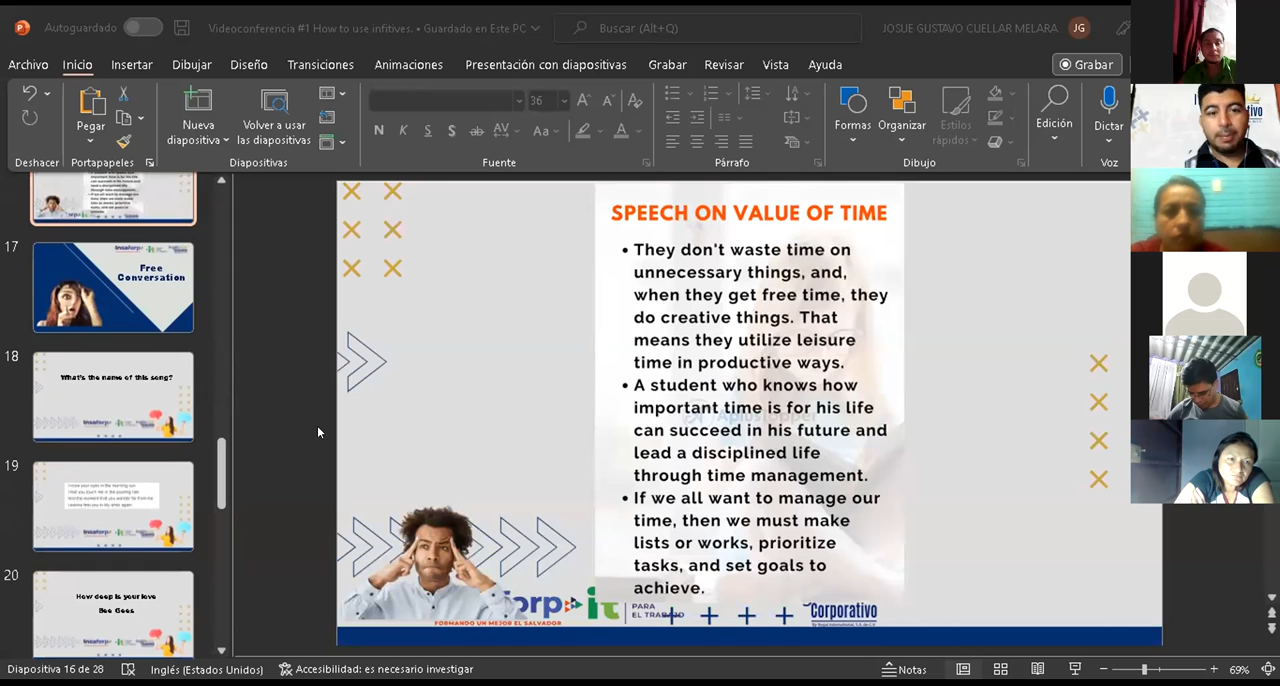 Autoguardado
Videoconferencia #1 How to use infitives. • Guardado en Este PC
Buscar (Alt+Q)
JOSUE GUSTAVO CUELLAR MELARA
JG
Archivo
Inicio
Insertar
Dibujar
Diseño
Transiciones
Animaciones
Presentación con diapositivas
Grabar
Revisar
Vista
Ayuda
Grabar
Pegar
Nueva
diapositiva
Volver a usar
las diapositivas
36
N K S S ab AV Aa A
Formas
Organizar
Estilos
rápidos
Edición
Dictar
Deshacer
Portapapeles
Diapositivas
Fuente
Párrafo
Dibujo
Voz
17
Free
Conversation
18
What's the name of this song?
19
20
How deep is your love
Bee Gees
SPEECH ON VALUE OF TIME
• They don't waste time on
unnecessary things, and,
when they get free time, they
do creative things. That
means they utilize leisure
time in productive ways.
• A student who knows how
important time is for his life
can succeed in his future and
lead a disciplined life
through time management.
• If we all want to manage our
time, then we must make
lists or works, prioritize
tasks, and set goals to
achieve.
FORMANDO UN MEJOR EL SALVADOR
PARA
EL TRABAJO
Corporativo
Diapositiva 16 de 28
Inglés (Estados Unidos)
Accesibilidad: es necesario investigar
Notas
69%